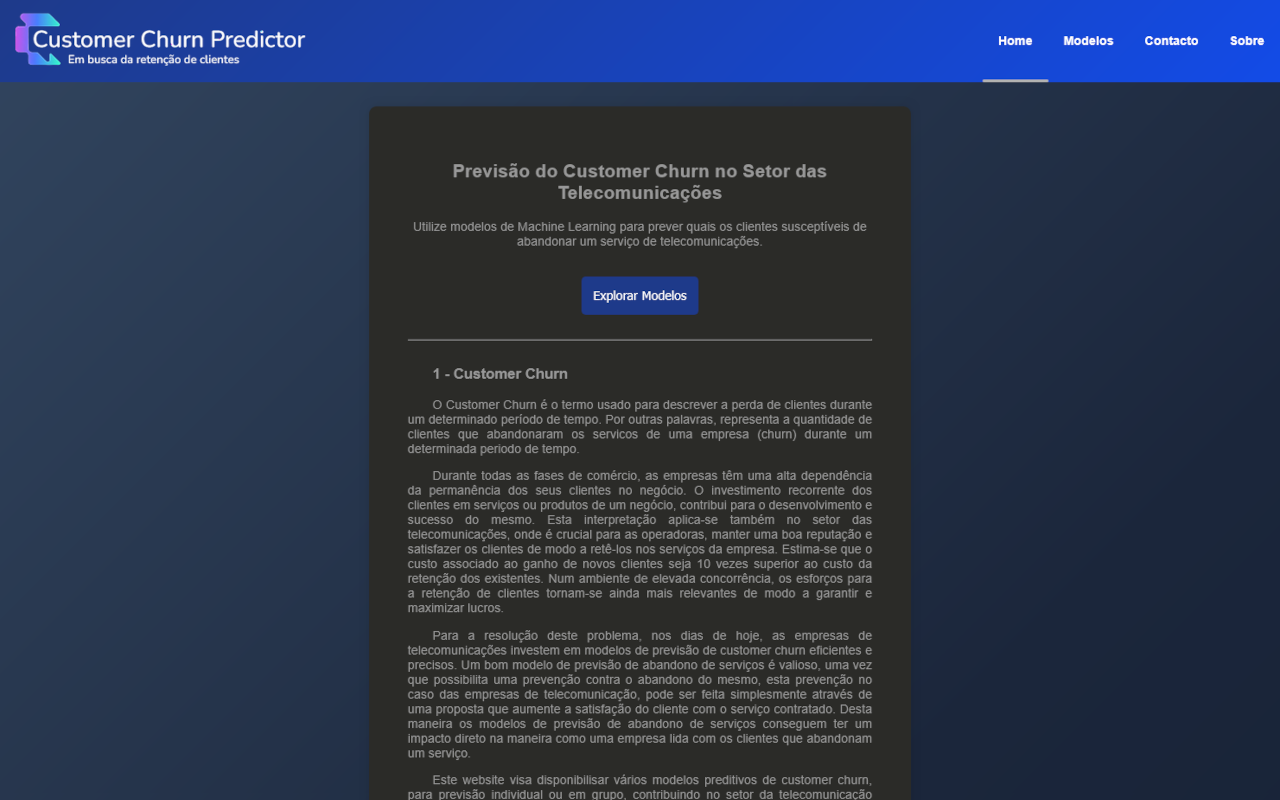 Customer Churn Predictor
Em busca da retenção de clientes
Home
Modelos
Contacto
Sobre
Previsão do Customer Churn no Setor das
Telecomunicações
Utilize modelos de Machine Learning para prever quais os clientes susceptíveis de
abandonar um serviço de telecomunicações.
Explorar Modelos
1 - Customer Churn
O Customer Churn é o termo usado para descrever a perda de clientes durante
um determinado período de tempo. Por outras palavras, representa a quantidade de
clientes que abandonaram os servicos de uma empresa (churn) durante um
determinada periodo de tempo.
Durante todas as fases de comércio, as empresas têm uma alta dependência
da permanência dos seus clientes no negócio. O investimento recorrente dos
clientes em serviços ou produtos de um negócio, contribui para o desenvolvimento e
sucesso do mesmo. Esta interpretação aplica-se também no setor das
telecomunicações, onde é crucial para as operadoras, manter uma boa reputação e
satisfazer os clientes de modo a retê-los nos serviços da empresa. Estima-se que o
custo associado ao ganho de novos clientes seja 10 vezes superior ao custo da
retenção dos existentes. Num ambiente de elevada concorrência, os esforços para
a retenção de clientes tornam-se ainda mais relevantes de modo a garantir e
maximizar lucros.
Para a resolução deste problema, nos dias de hoje, as empresas de
telecomunicações investem em modelos de previsão de customer churn eficientes e
precisos. Um bom modelo de previsão de abandono de serviços é valioso, uma vez
que possibilita uma prevenção contra o abandono do mesmo, esta prevenção no
caso das empresas de telecomunicação, pode ser feita simplesmente através de
uma proposta que aumente a satisfação do cliente com o serviço contratado. Desta
maneira os modelos de previsão de abandono de serviços conseguem ter um
impacto direto na maneira como uma empresa lida com os clientes que abandonam
um serviço.
Este website visa disponibilisar vários modelos preditivos de customer churn,
para previsão individual ou em grupo, contribuindo no setor da telecomunicação